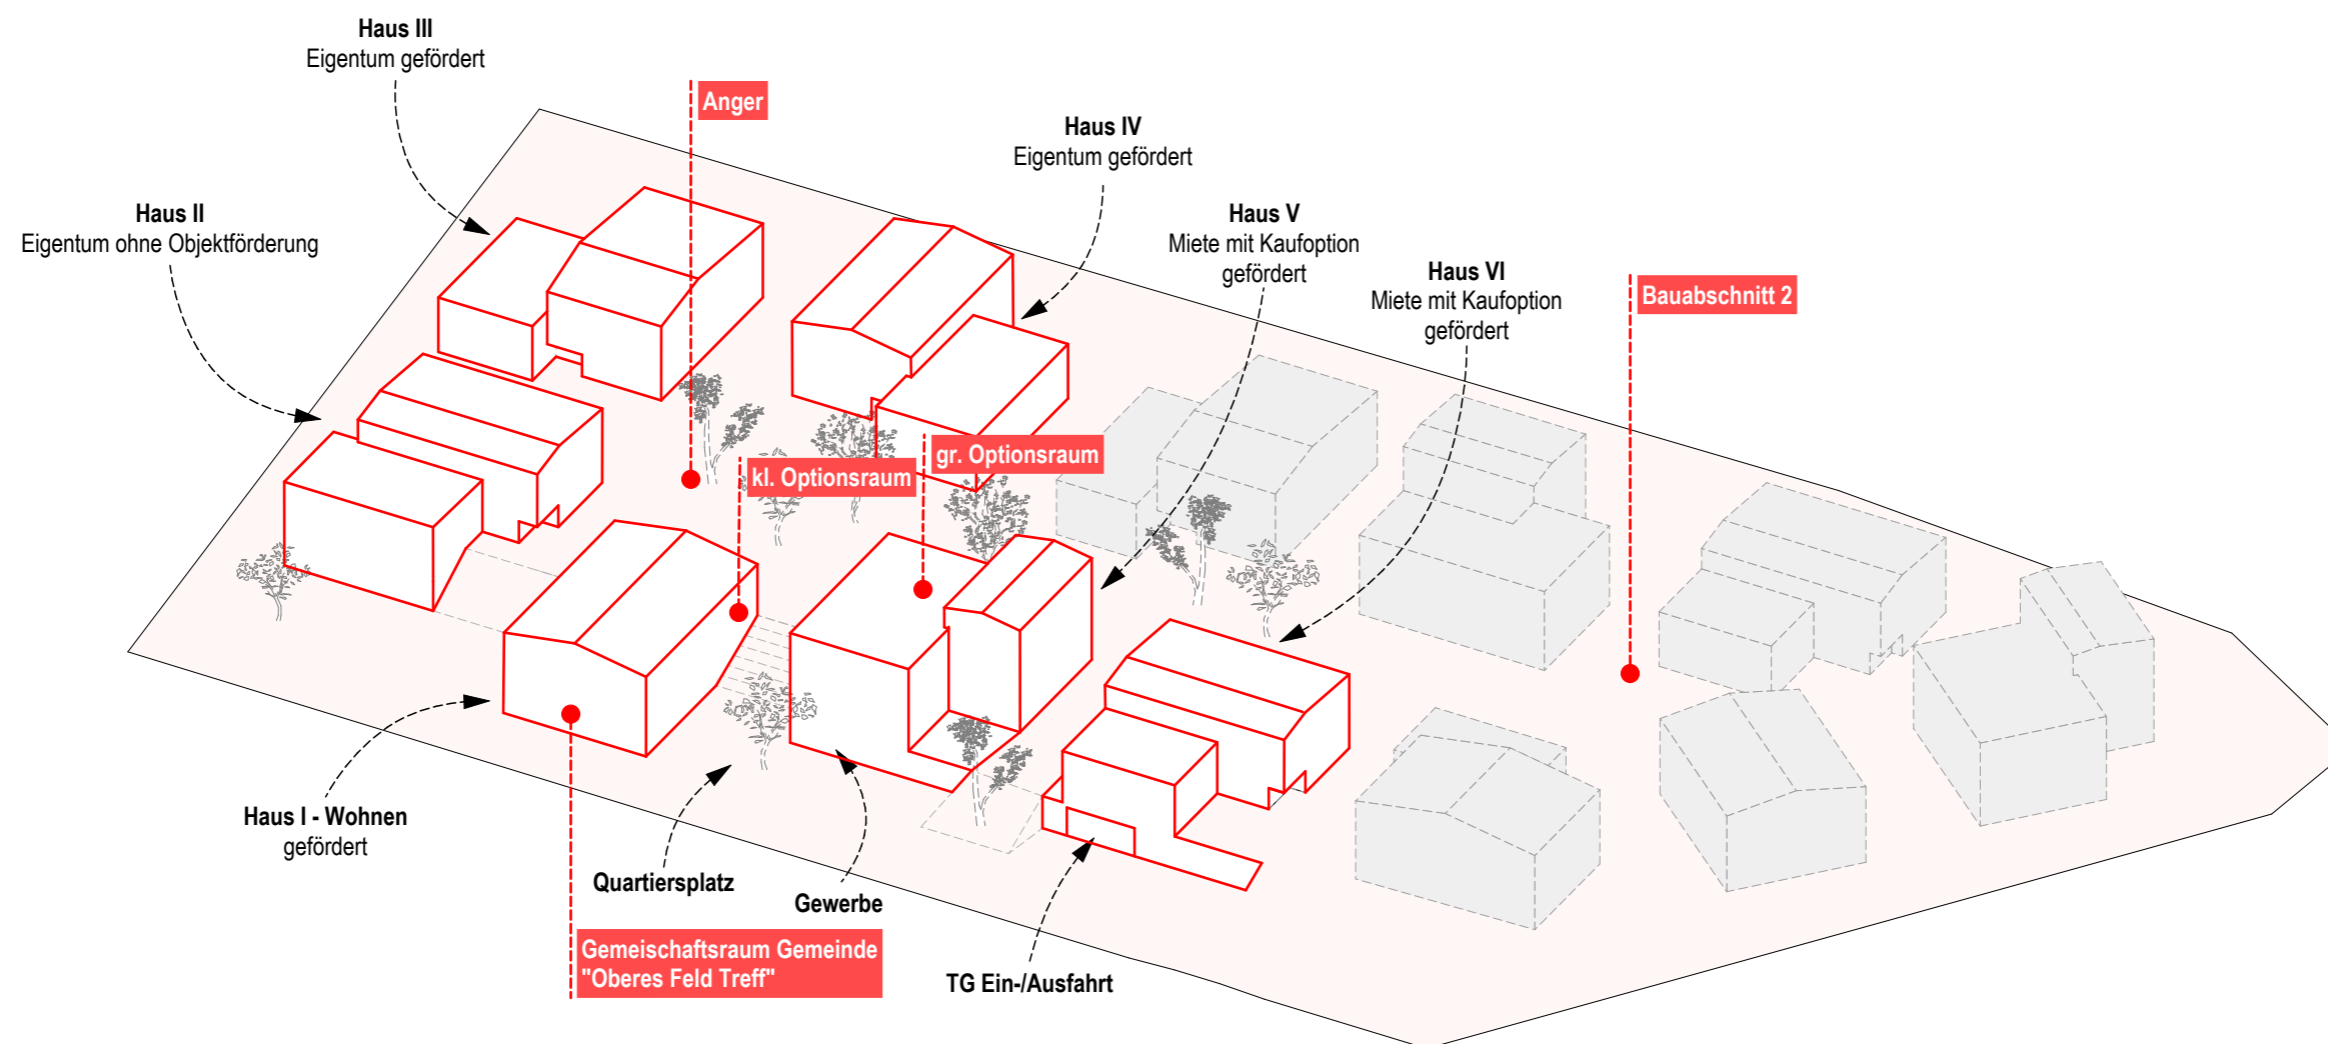 Haus III
Eigentum gefördert
Anger
Haus IV
Eigentum gefördert
Haus II
Eigentum ohne Objektförderung
Haus V
Miete mit Kaufoption
gefördert
Haus VI
Miete mit Kaufoption
gefördert
Bauabschnitt 2
gr. Optionsraum
kl. Optionsraum
Haus I - Wohnen
gefördert
Quartiersplatz
Gewerbe
Gemeischaftsraum Gemeinde
"Oberes Feld Treff"
TG Ein-/Ausfahrt